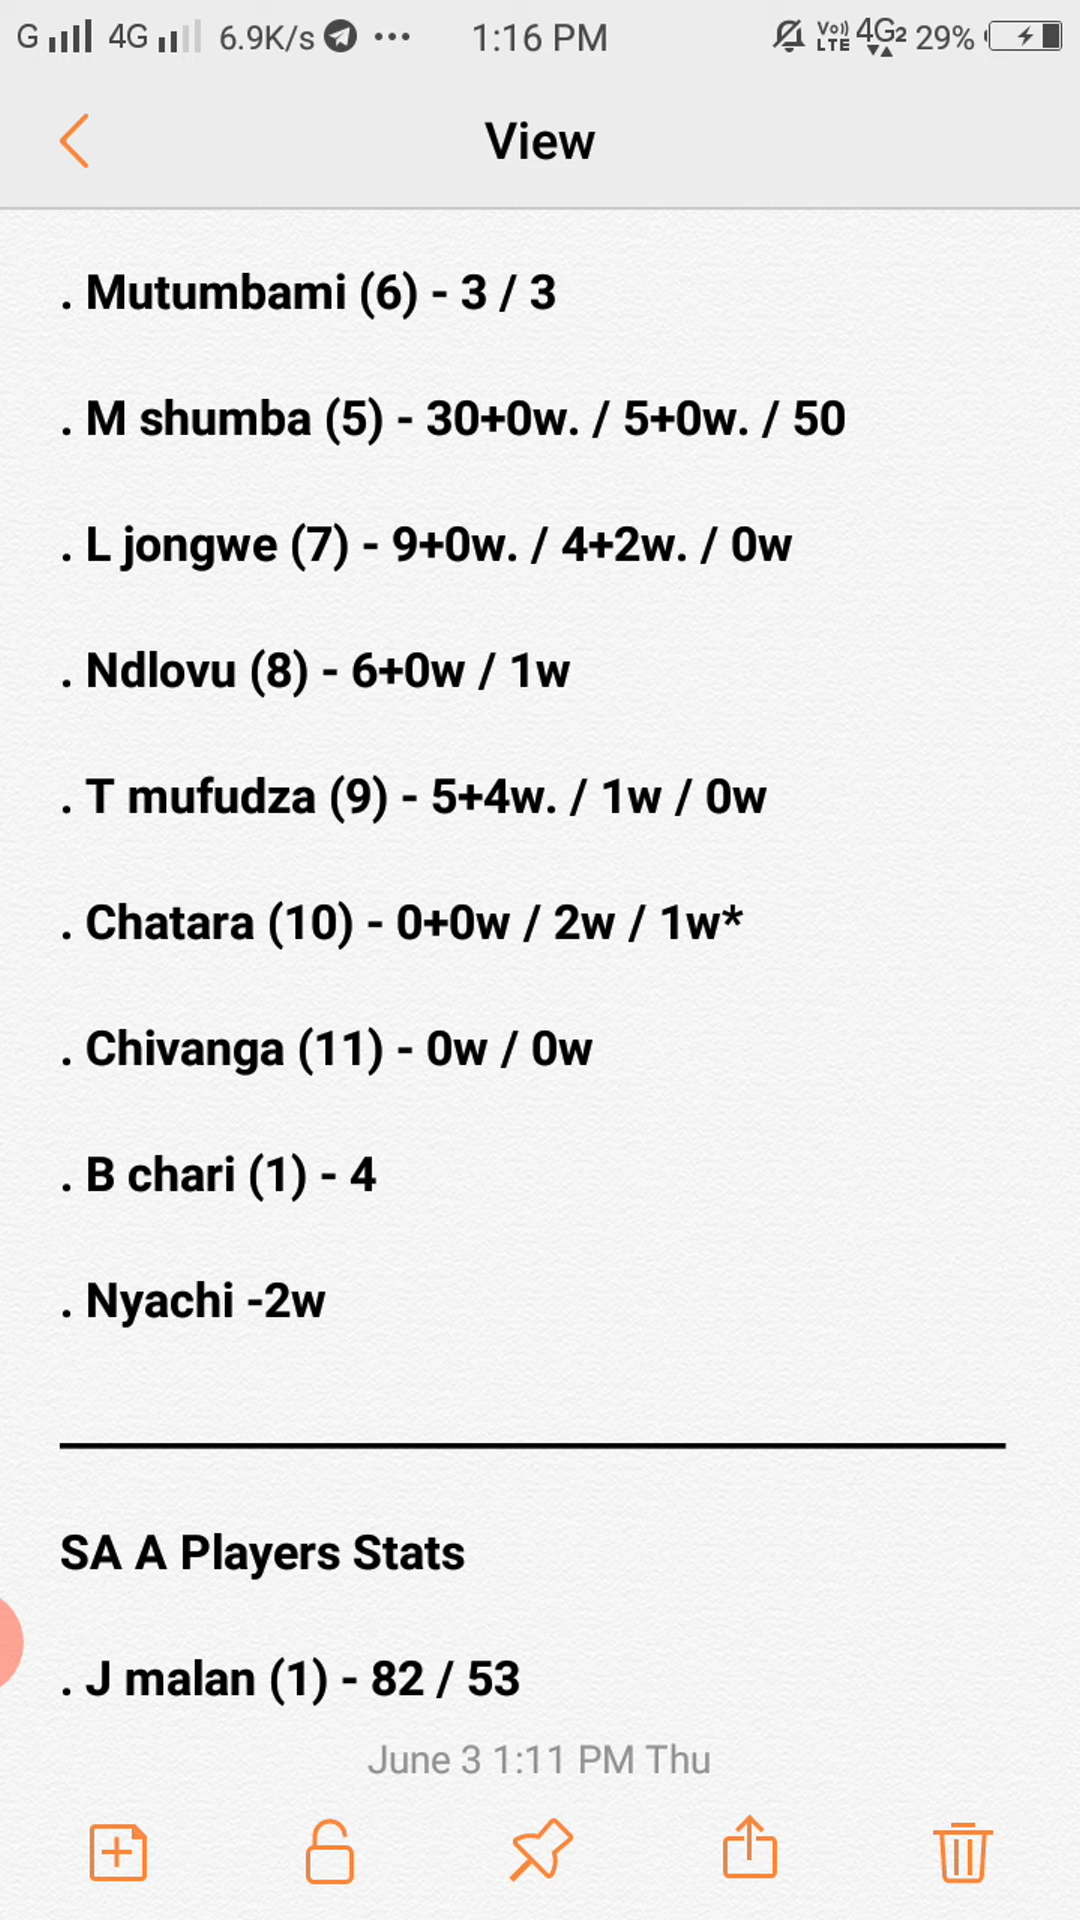 G 4G 6.9K/s ... 1:16 PM Vo)) LTE 4G2 29%
View
. Mutumbami (6) - 3 / 3
. M shumba (5) - 30+0w. / 5+0w. / 50
. L jongwe (7) - 9+0w. / 4+2w. / 0w
. Ndlovu (8) - 6+0w / 1w
. T mufudza (9) - 5+4w. / 1w / 0w
. Chatara (10) - 0+0w / 2w / 1w*
. Chivanga (11) - 0w / 0w
. B chari (1) - 4
. Nyachi -2w
SA A Players Stats
. J malan (1) - 82 / 53
June 3 1:11 PM Thu